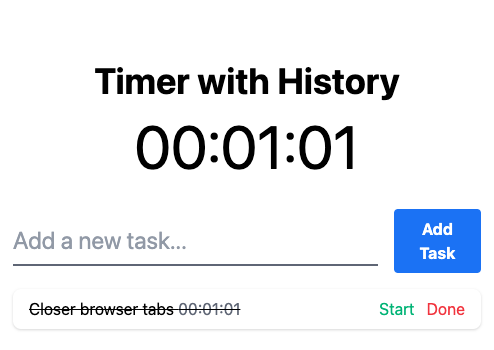 Timer with History
00:01:01
Add a new task...
Add
Task
Closer browser tabs 00:01:01 Start Done